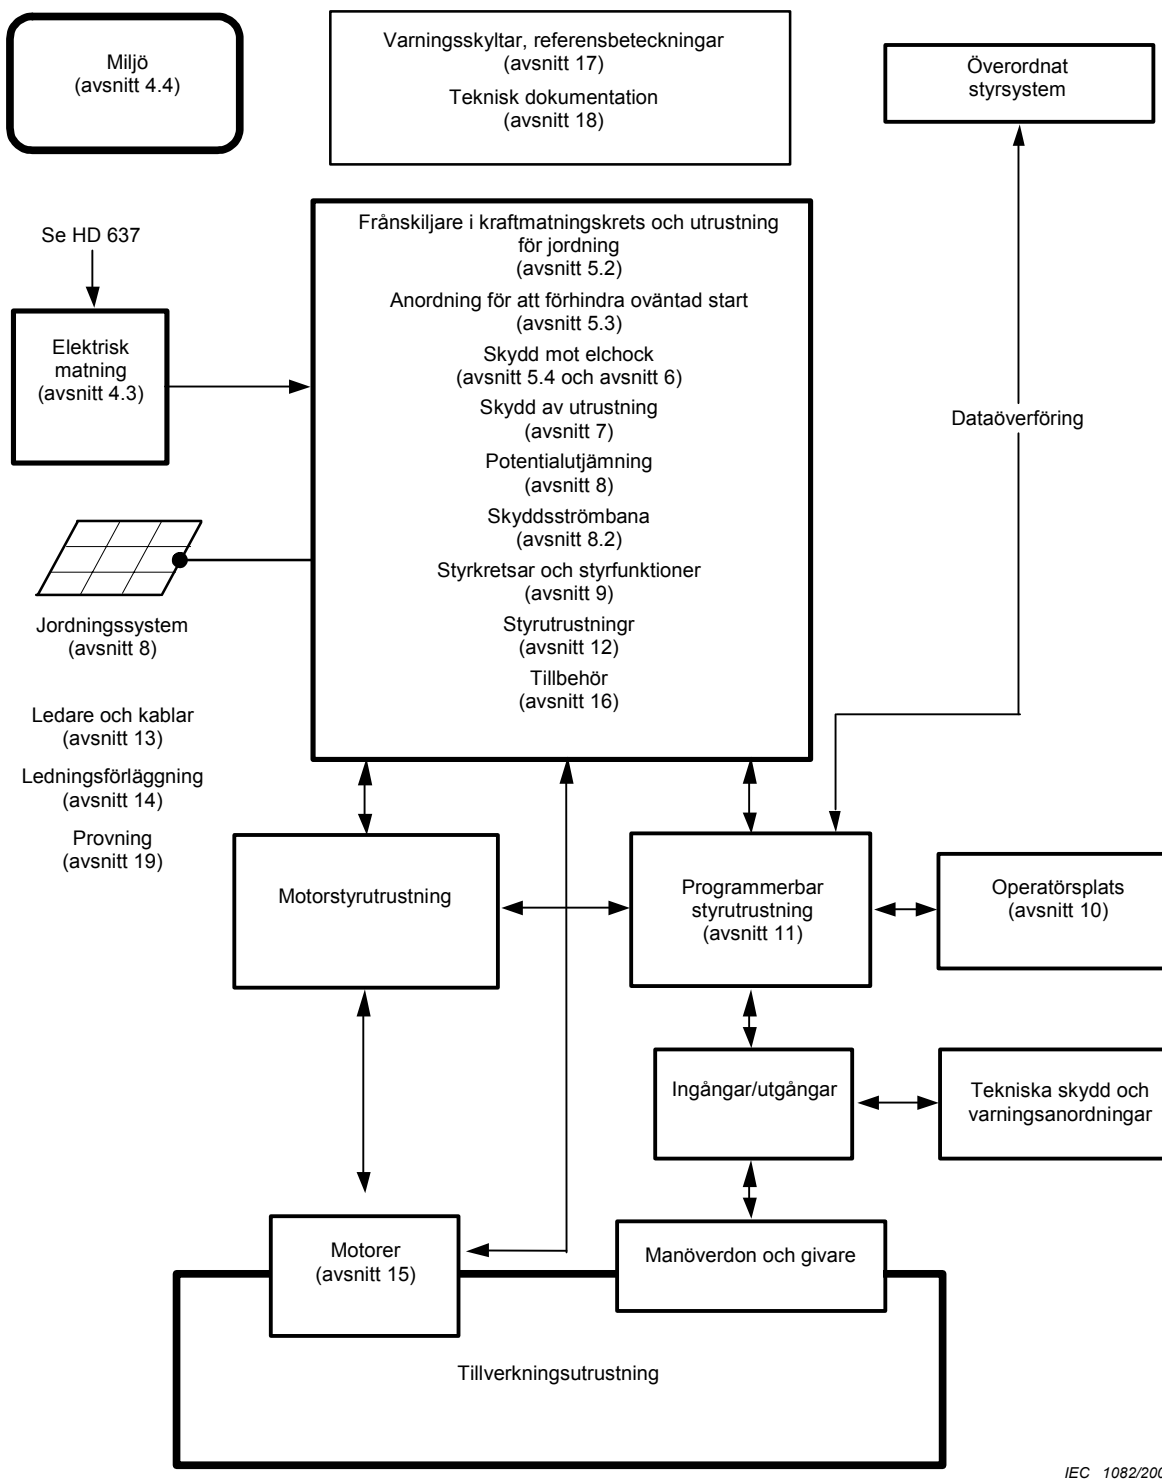 Miljö
(avsnitt 4.4)
Varningsskyltar, referensbeteckningar
(avsnitt 17)
Teknisk dokumentation
(avsnitt 18)
Överordnat
styrsystem
Se HD 637
Elektrisk
matning
(avsnitt 4.3)
Frånskiljare i kraftmatningskrets och utrustning
för jordning
(avsnitt 5.2)
Anordning för att förhindra oväntad start
(avsnitt 5.3)
Skydd mot elchock
(avsnitt 5.4 och avsnitt 6)
Skydd av utrustning
(avsnitt 7)
Potentialutjämning
(avsnitt 8)
Skyddsströmbana
(avsnitt 8.2)
Styrkretsar och styrfunktioner
(avsnitt 9)
Styrutrustningr
(avsnitt 12)
Tillbehör
(avsnitt 16)
Dataöverföring
Jordningssystem
(avsnitt 8)
Ledare och kablar
(avsnitt 13)
Ledningsförläggning
(avsnitt 14)
Provning
(avsnitt 19)
Motorstyrutrustning
Programmerbar
styrutrustning
(avsnitt 11)
Operatörsplats
(avsnitt 10)
Ingångar/utgångar
Tekniska skydd och
varningsanordningar
Motorer
(avsnitt 15)
Manöverdon och givare
Tillverkningsutrustning
IEC 1082/200